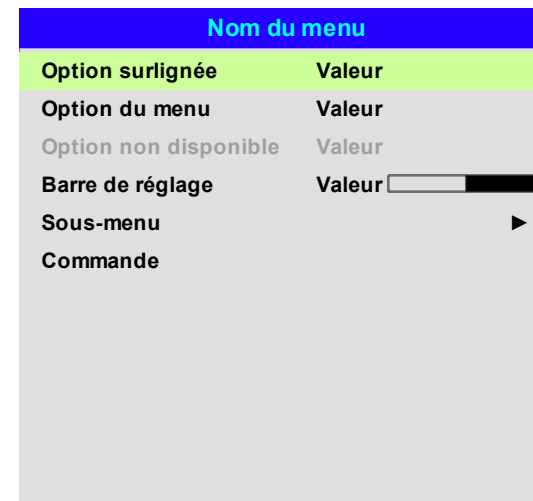 Nom du menu
Option surlignée Valeur
Option du menu Valeur
Option non disponible Valeur
Barre de réglage Valeur
Sous-menu ►
Commande